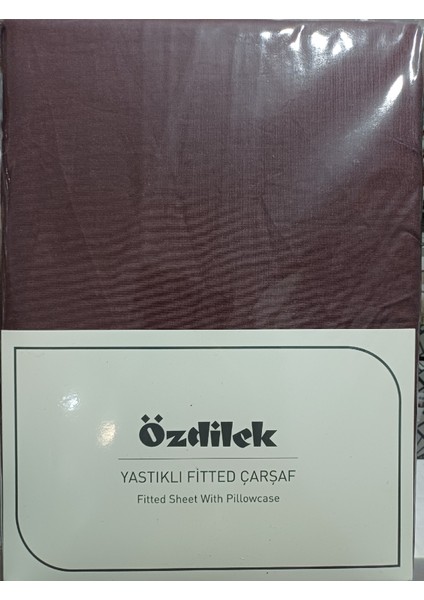 Özdilek
YASTIKLI FİTTED ÇARŞAF
Fitted Sheet With Pillowcase